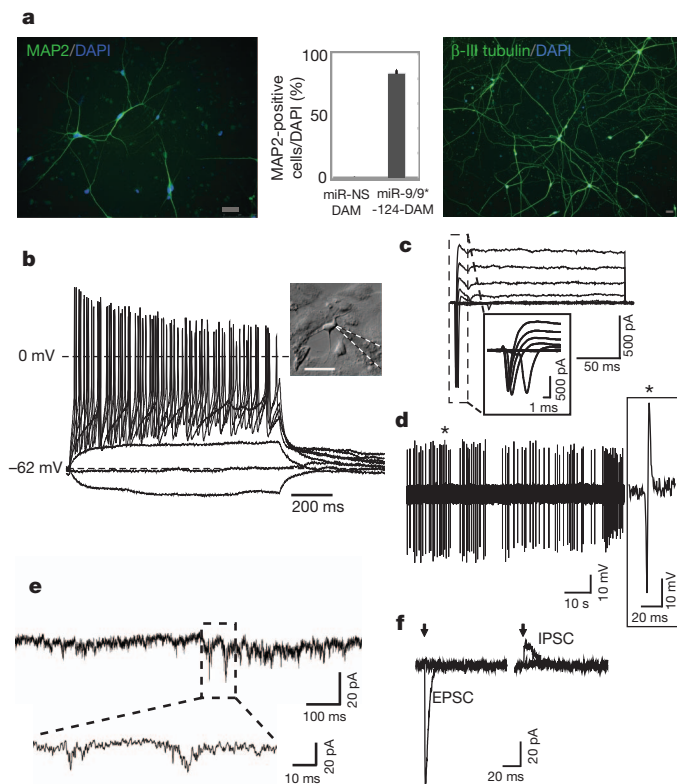 a
MAP2/DAPI
MAP2-positive
cells/DAPI (%)
100
50
0
miR-NS
DAM
miR-9/9*
-124-DAM
β-III tubulin/DAPI
b
0 mV
–62 mV
200 ms
c
500 pA
50 ms
500 pA
1 ms
d
*
*
10 mV
10 s
10 mV
20 ms
e
20 pA
100 ms
20 pA
10 ms
f
IPSC
EPSC
20 pA
20 ms